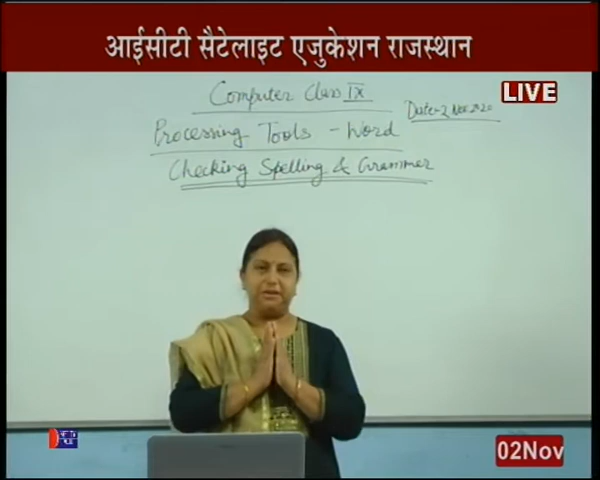 आईसीटी सैटेलाइट एजुकेशन राजस्थान
LIVE
Computer Class IX
Date-2 Nov 2020
Processing Tools - Word
Checking Spelling & Grammer
02Nov